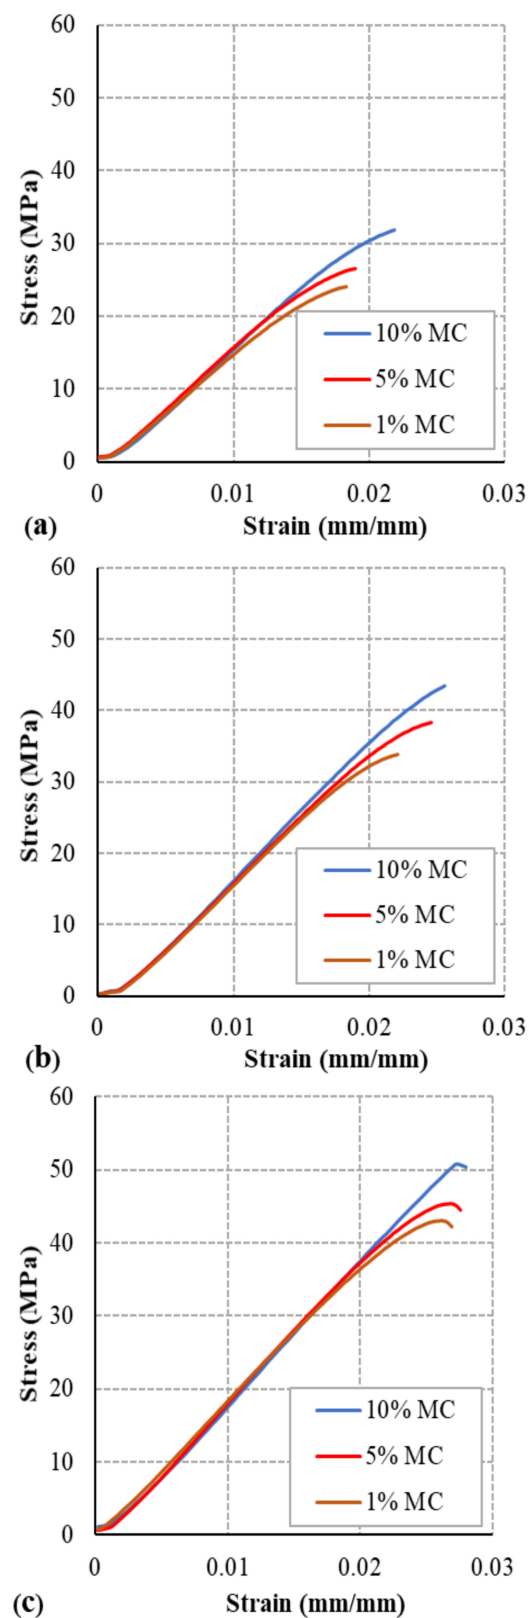 60
50
40
30
20
10
0
Stress (MPa)
10% MC
5% MC
1% MC
0 0.01 0.02 0.03
(a) Strain (mm/mm)
60
50
40
30
20
10
0
Stress (MPa)
10% MC
5% MC
1% MC
0 0.01 0.02 0.03
(b) Strain (mm/mm)
60
50
40
30
20
10
0
Stress (MPa)
10% MC
5% MC
1% MC
0 0.01 0.02 0.03
(c) Strain (mm/mm)